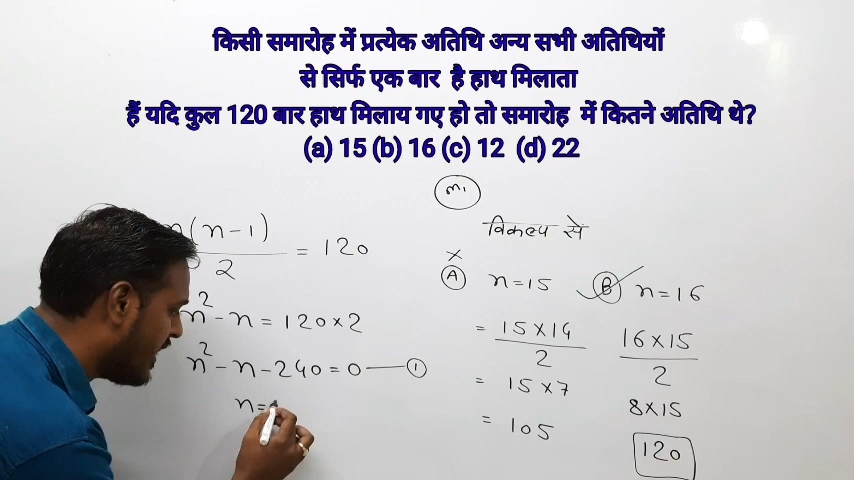 किसी समारोह में प्रत्येक अतिथि अन्य सभी अतिथियों
से सिर्फ एक बार है हाथ मिलाता
हैं यदि कुल 120 बार हाथ मिलाय गए हो तो समारोह में कितने अतिथि थे?
(a) 15 (b) 16 (c) 12 (d) 22
n(n-1)
2
= 120
n² - n = 120×2
n² - n - 240 = 0 — ①
n=
M₁
विकल्प से
×
Ⓐ n=15
= 15×14
2
= 15×7
= 105
Ⓑ n=16
16×15
2
8×15
120